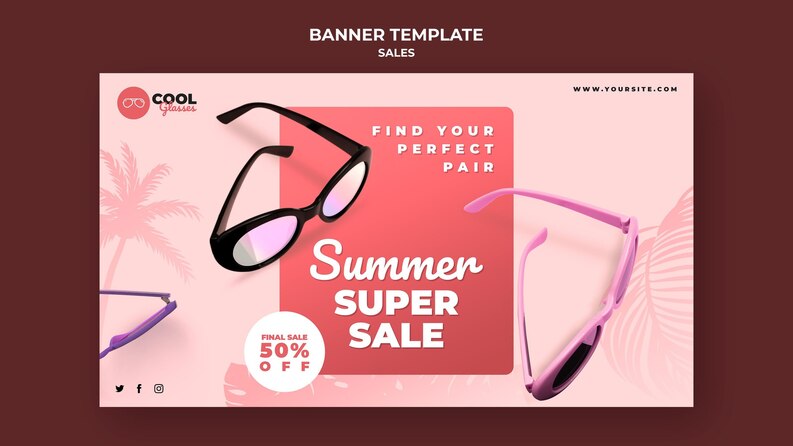 BANNER TEMPLATE
SALES
COOL
Glasses
WWW.YOURSITE.COM
FIND YOUR
PERFECT
PAIR
Summer
SUPER
SALE
FINAL SALE
50%
OFF